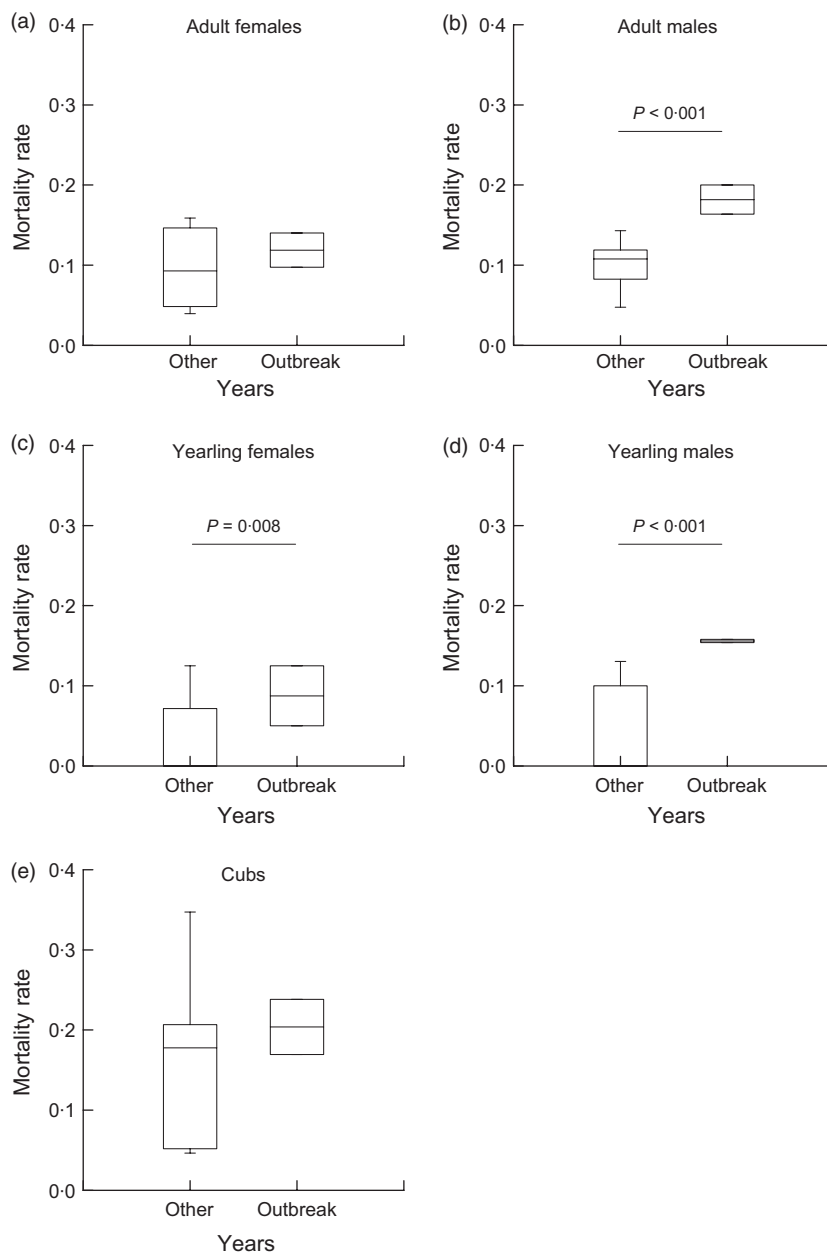 (a)
Adult females
0·4
0·3
0·2
0·1
0·0
Mortality rate
Other Outbreak
Years
(b)
Adult males
0·4
0·3
0·2
0·1
0·0
Mortality rate
P < 0·001
Other Outbreak
Years
(c)
Yearling females
0·4
0·3
0·2
0·1
0·0
Mortality rate
P = 0·008
Other Outbreak
Years
(d)
Yearling males
0·4
0·3
0·2
0·1
0·0
Mortality rate
P < 0·001
Other Outbreak
Years
(e)
Cubs
0·4
0·3
0·2
0·1
0·0
Mortality rate
Other Outbreak
Years